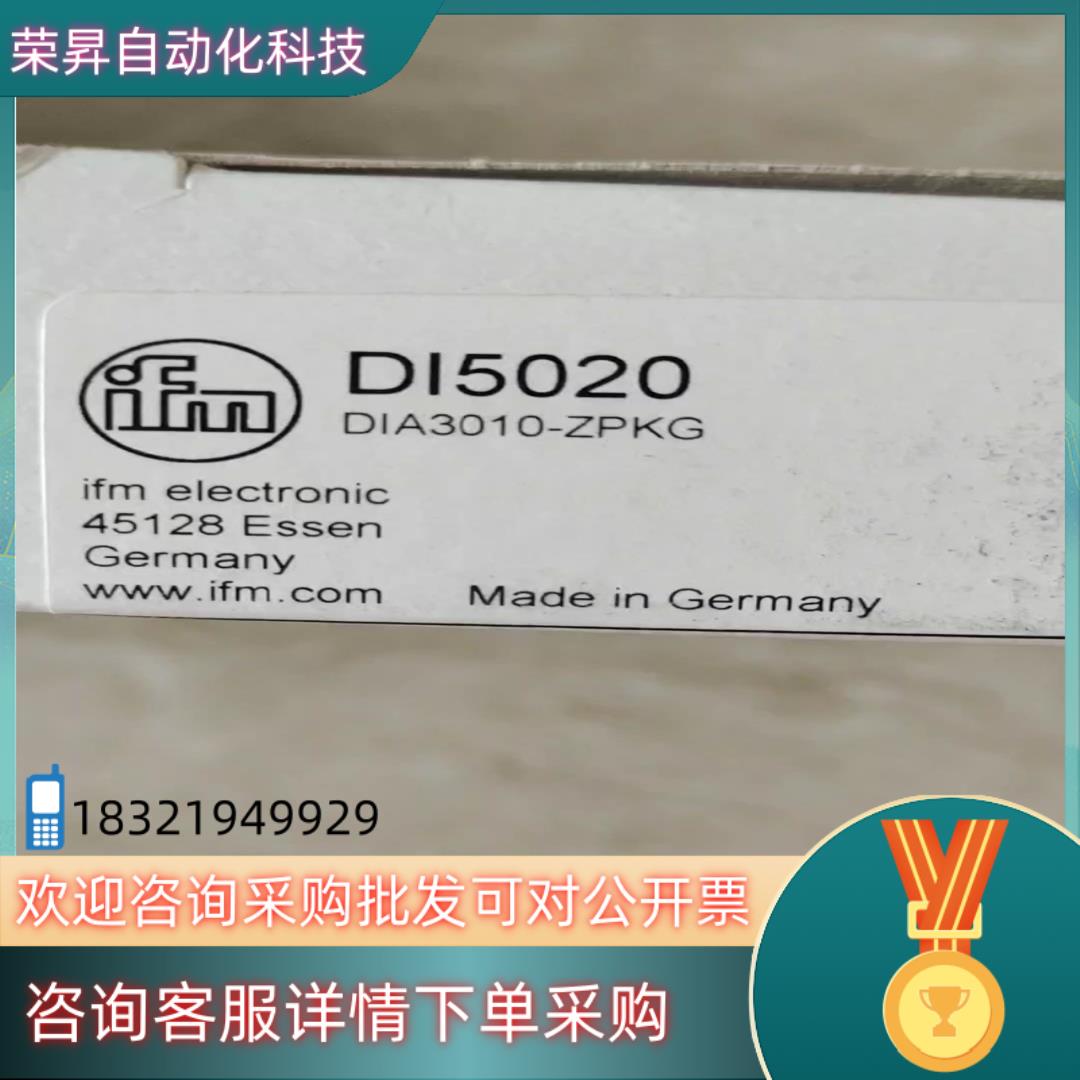 荣昇自动化科技
ifm
DI5020
DIA3010-ZPKG
ifm electronic
45128 Essen
Germany
www.ifm.com
Made in Germany
18321949929
欢迎咨询采购批发可对公开票
咨询客服详情下单采购